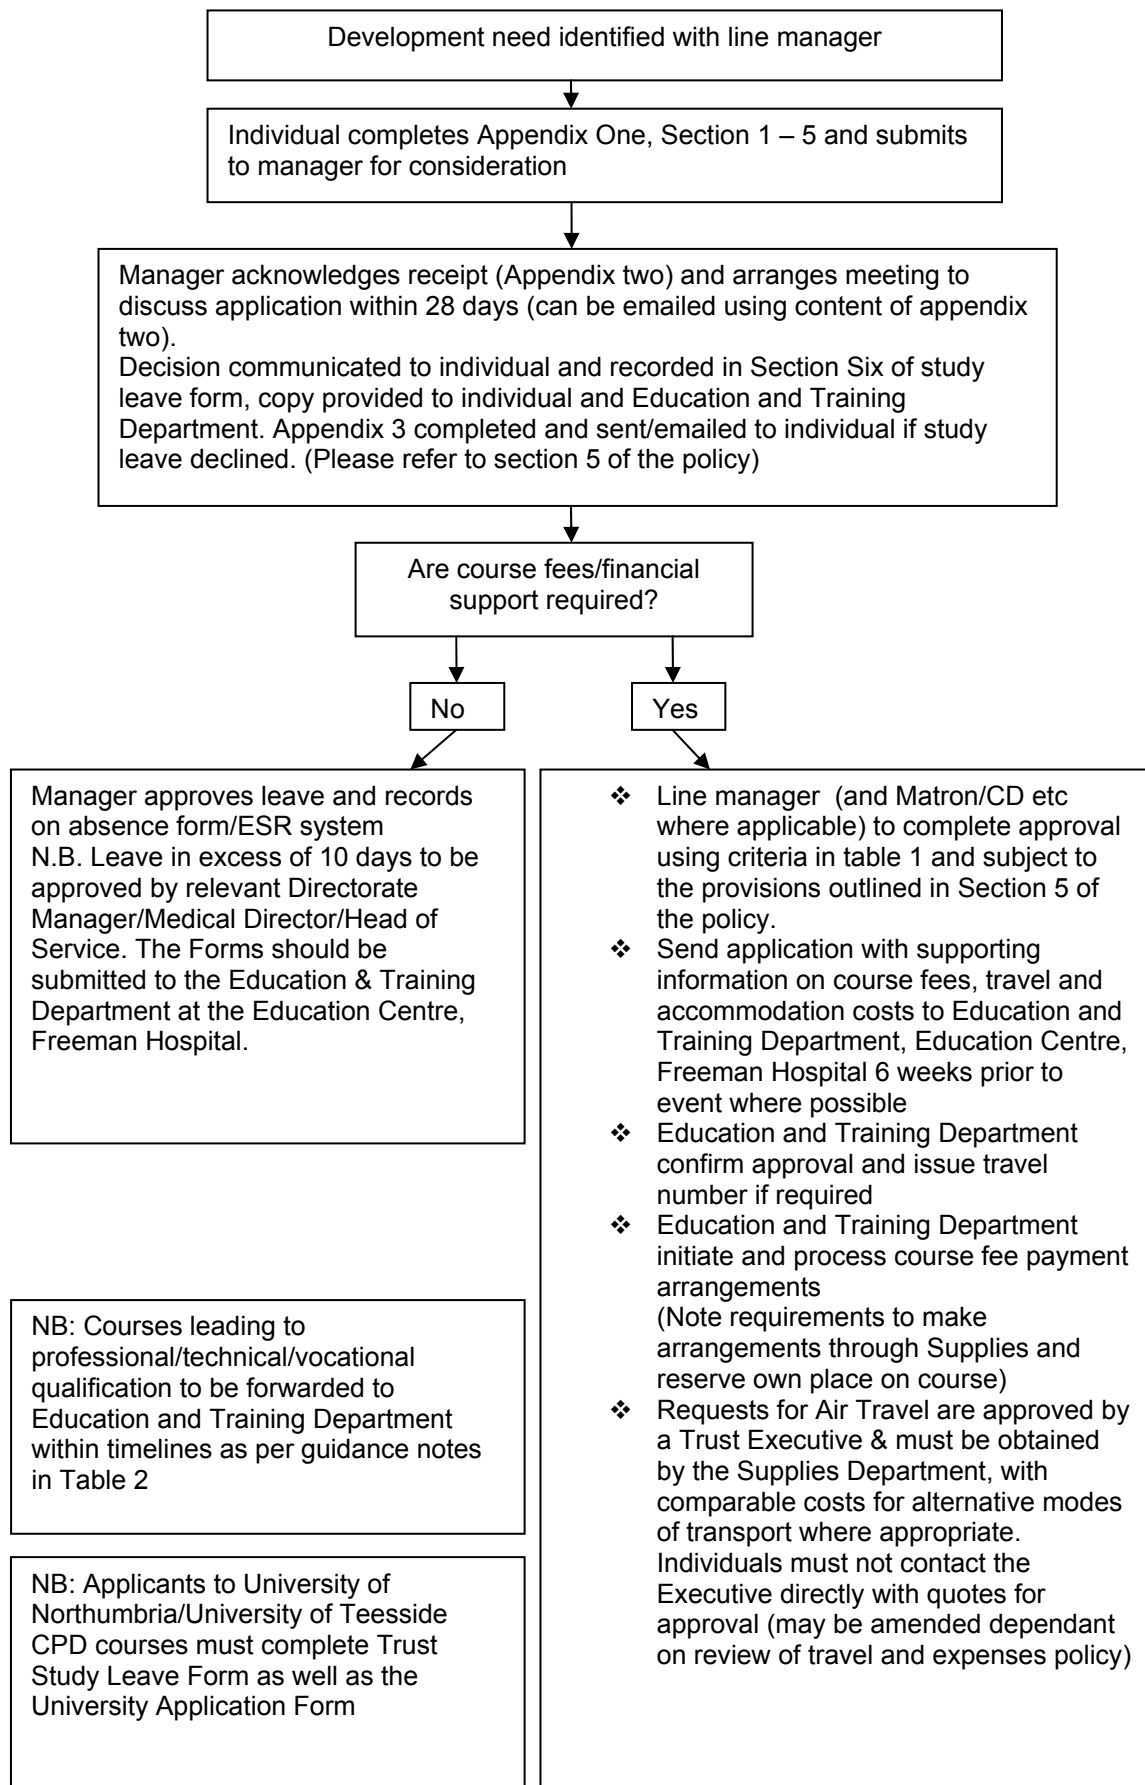 Development need identified with line manager
Individual completes Appendix One, Section 1 – 5 and submits
to manager for consideration
Manager acknowledges receipt (Appendix two) and arranges meeting to
discuss application within 28 days (can be emailed using content of appendix
two).
Decision communicated to individual and recorded in Section Six of study
leave form, copy provided to individual and Education and Training
Department. Appendix 3 completed and sent/emailed to individual if study
leave declined. (Please refer to section 5 of the policy)
Are course fees/financial
support required?
No
Yes
Manager approves leave and records
on absence form/ESR system
N.B. Leave in excess of 10 days to be
approved by relevant Directorate
Manager/Medical Director/Head of
Service. The Forms should be
submitted to the Education & Training
Department at the Education Centre,
Freeman Hospital.
NB: Courses leading to
professional/technical/vocational
qualification to be forwarded to
Education and Training Department
within timelines as per guidance notes
in Table 2
NB: Applicants to University of
Northumbria/University of Teesside
CPD courses must complete Trust
Study Leave Form as well as the
University Application Form
❖ Line manager (and Matron/CD etc
where applicable) to complete approval
using criteria in table 1 and subject to
the provisions outlined in Section 5 of
the policy.
❖ Send application with supporting
information on course fees, travel and
accommodation costs to Education and
Training Department, Education Centre,
Freeman Hospital 6 weeks prior to
event where possible
❖ Education and Training Department
confirm approval and issue travel
number if required
❖ Education and Training Department
initiate and process course fee payment
arrangements
(Note requirements to make
arrangements through Supplies and
reserve own place on course)
❖ Requests for Air Travel are approved by
a Trust Executive & must be obtained
by the Supplies Department, with
comparable costs for alternative modes
of transport where appropriate.
Individuals must not contact the
Executive directly with quotes for
approval (may be amended dependant
on review of travel and expenses policy)